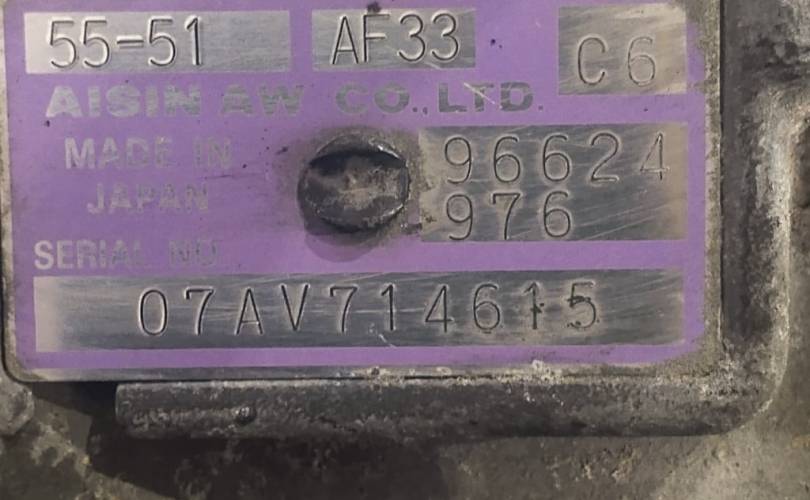 55-51 AF33 C6
AISIN AW CO.,LTD.
MADE IN
JAPAN
96624
976
SERIAL NO.
07AV714615